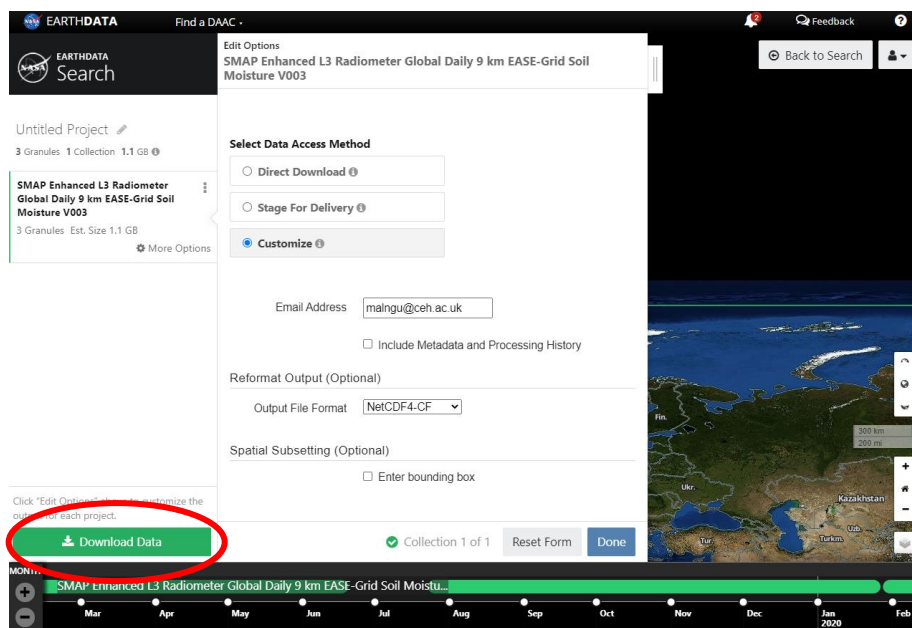 EARTHDATA
Find a DAAC
2
Feedback
?
EARTHDATA
Search
Edit Options
SMAP Enhanced L3 Radiometer Global Daily 9 km EASE-Grid Soil
Moisture V003
Back to Search
Untitled Project
3 Granules 1 Collection 1.1 GB
SMAP Enhanced L3 Radiometer
Global Daily 9 km EASE-Grid Soil
Moisture V003
3 Granules Est. Size 1.1 GB
More Options
Select Data Access Method
Direct Download
Stage For Delivery
Customize
Email Address
malngu@ceh.ac.uk
Include Metadata and Processing History
Reformat Output (Optional)
Output File Format
NetCDF4-CF
Spatial Subsetting (Optional)
Enter bounding box
Fin.
300 km
200 mi
Ukr.
Kazakhstan
Uzb.
Tur.
Turkm.
Click "Edit Options" above to customize the
output for each project.
Download Data
Collection 1 of 1
Reset Form
Done
MONTH
SMAP Enhanced L3 Radiometer Global Daily 9 km EASE-Grid Soil Moistu...
Mar
Apr
May
Jun
Jul
Aug
Sep
Oct
Nov
Dec
Jan
2020
Feb